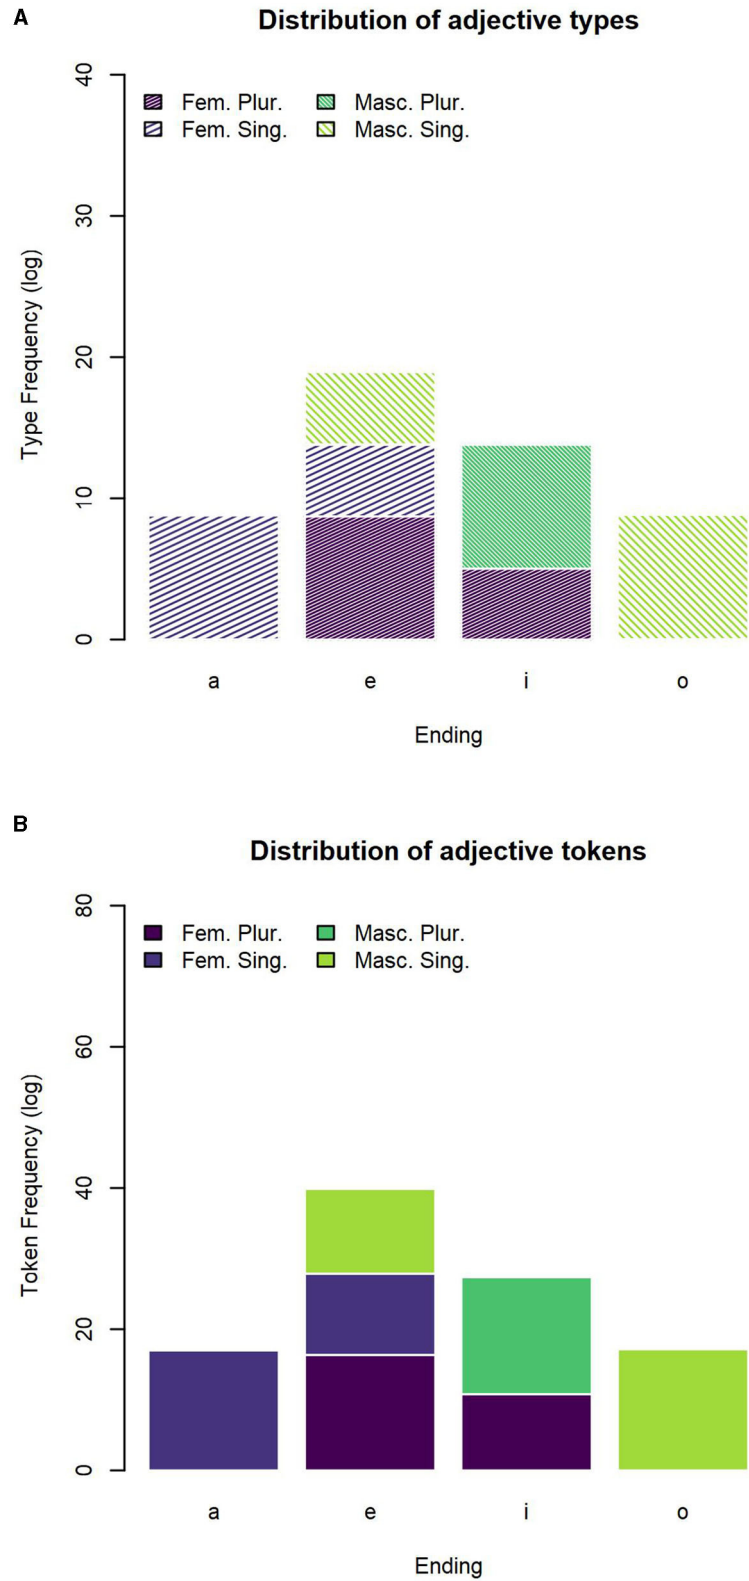 A
Distribution of adjective types
Fem. Plur. Masc. Plur.
Fem. Sing. Masc. Sing.
Type Frequency (log)
40
30
20
10
0
a e i o
Ending
B
Distribution of adjective tokens
Fem. Plur. Masc. Plur.
Fem. Sing. Masc. Sing.
Token Frequency (log)
80
60
40
20
0
a e i o
Ending